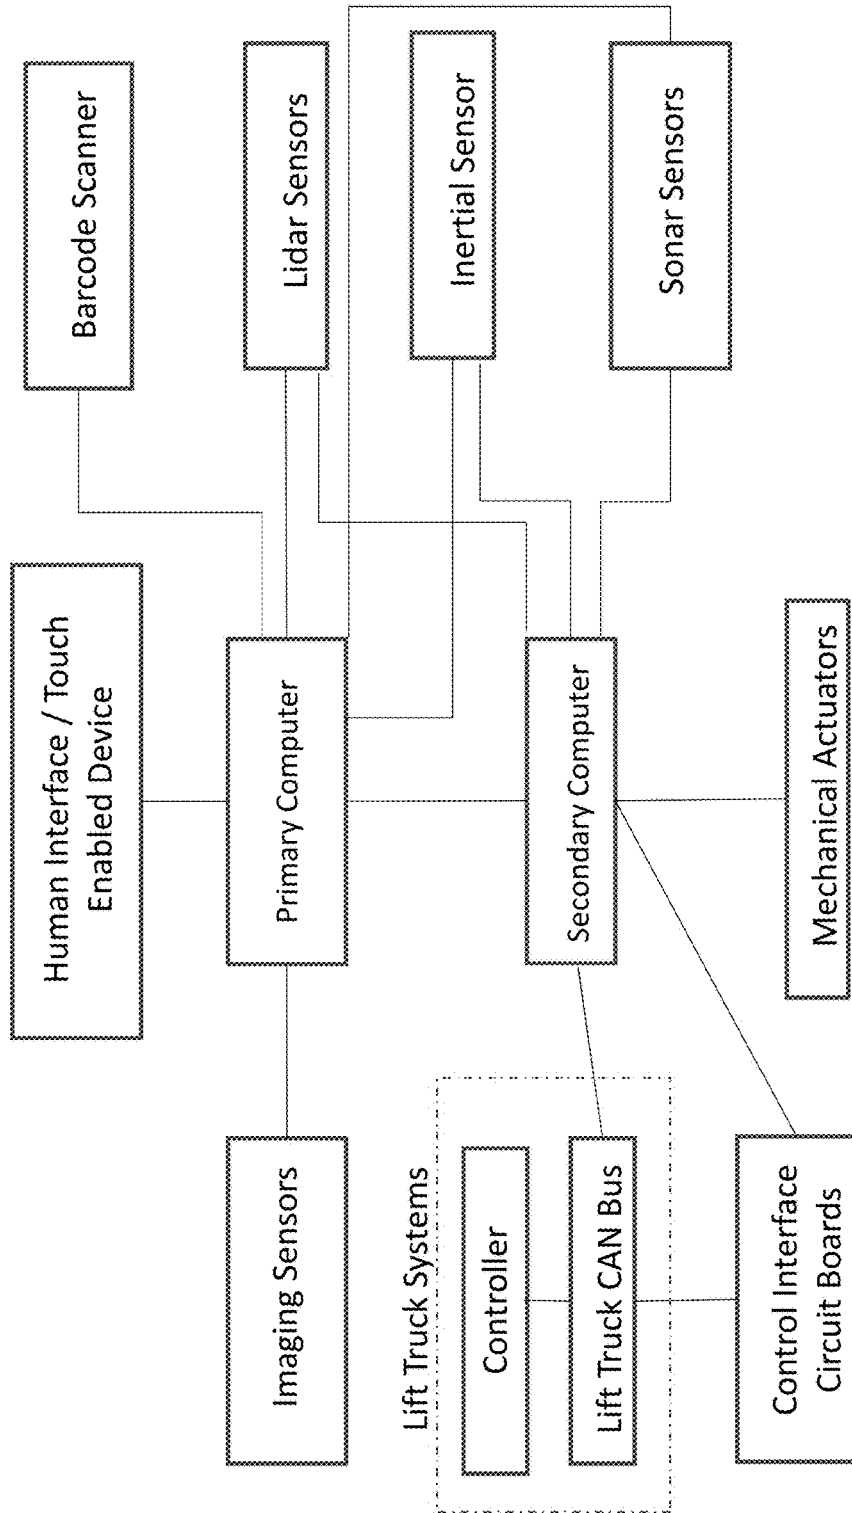 Human Interface / Touch
Enabled Device
Barcode Scanner
Imaging Sensors
Primary Computer
Lidar Sensors
Lift Truck Systems
Controller
Inertial Sensor
Lift Truck CAN Bus
Secondary Computer
Sonar Sensors
Control Interface
Circuit Boards
Mechanical Actuators